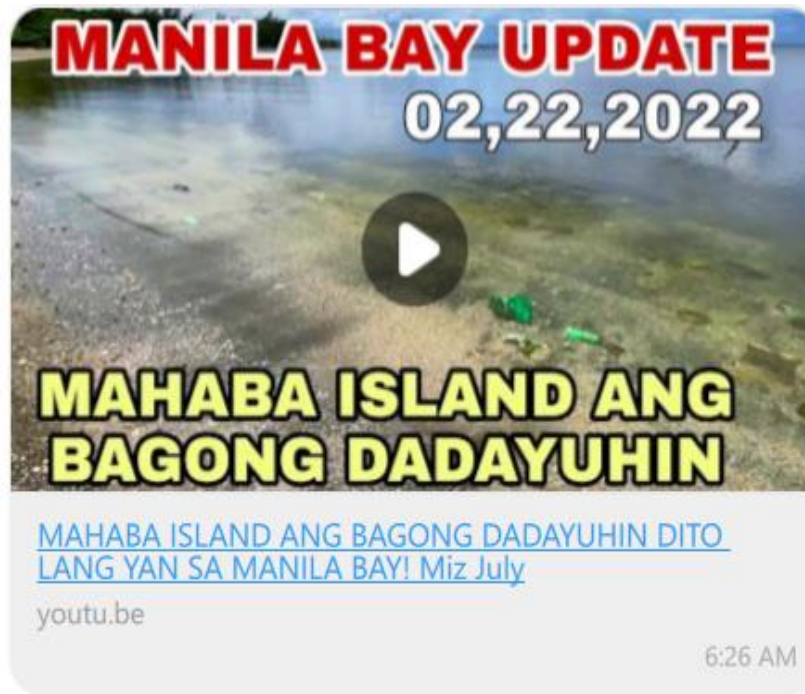 MANILA BAY UPDATE
02,22,2022
MAHABA ISLAND ANG
BAGONG DADAYUHIN
MAHABA ISLAND ANG BAGONG DADAYUHIN DITO
LANG YAN SA MANILA BAY! Miz July
youtu.be
6:26 AM